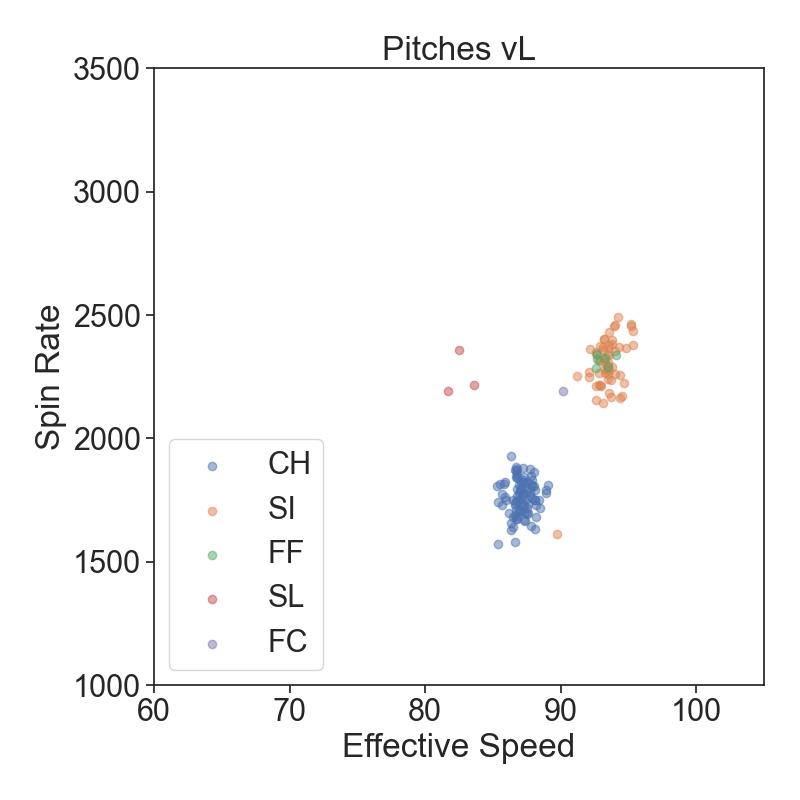 Pitches vL
3500
3000
2500
2000
1500
1000
Spin Rate
CH
SI
FF
SL
FC
60 70 80 90 100
Effective Speed